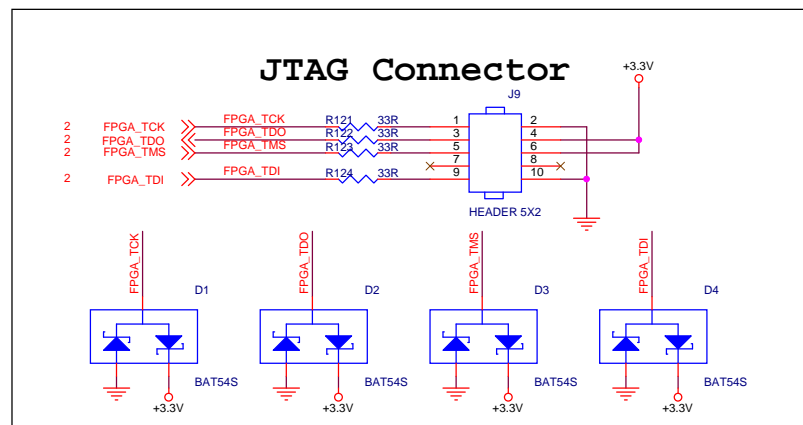 JTAG Connector
+3.3V
J9
2 FPGA_TCK FPGA_TCK R121 33R 1 2
2 FPGA_TDO FPGA_TDO R122 33R 3 4
2 FPGA_TMS FPGA_TMS R123 33R 5 6
7 8
2 FPGA_TDI FPGA_TDI R124 33R 9 10
HEADER 5X2
FPGA_TCK FPGA_TDO FPGA_TMS FPGA_TDI
D1 D2 D3 D4
BAT54S BAT54S BAT54S BAT54S
+3.3V +3.3V +3.3V +3.3V